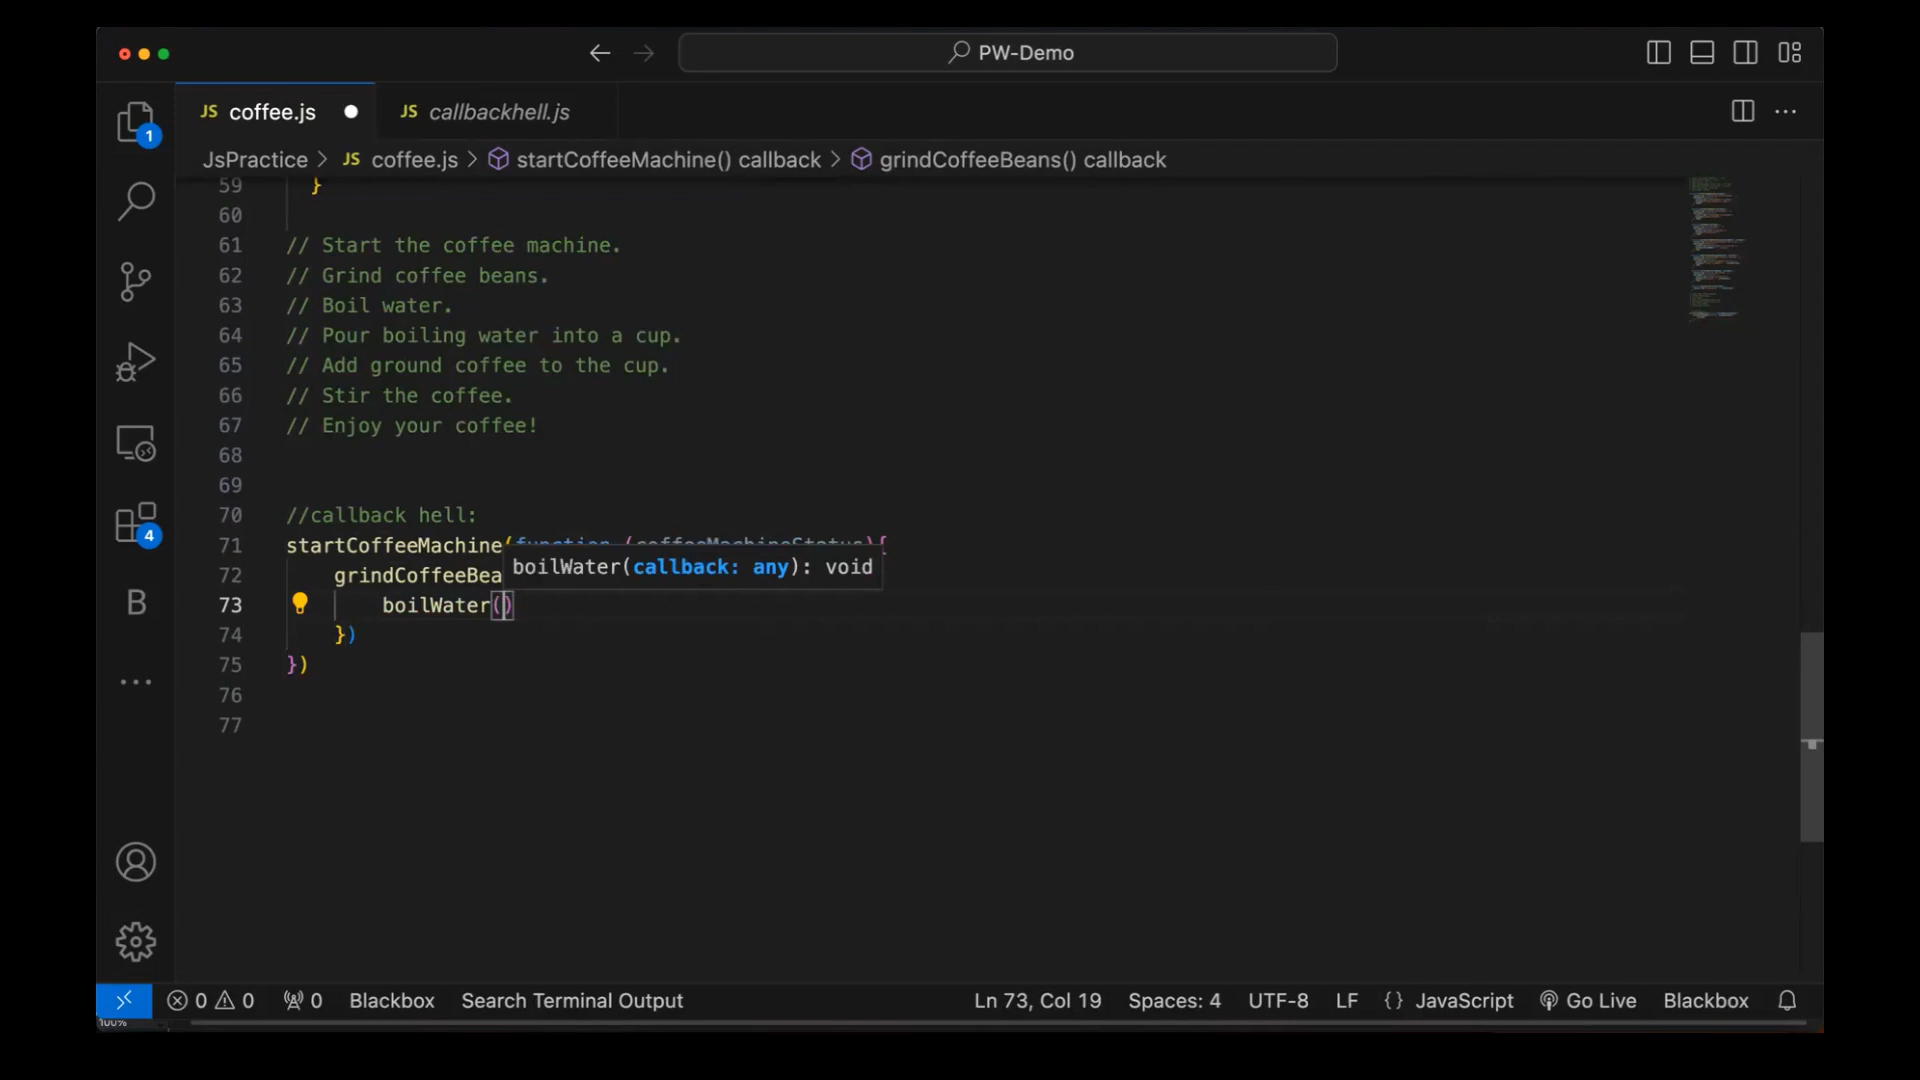 PW-Demo
JS coffee.js
JS callbackhell.js
1
JsPractice > JS coffee.js > startCoffeeMachine() callback > grindCoffeeBeans() callback
59 }
60
61 // Start the coffee machine.
62 // Grind coffee beans.
63 // Boil water.
64 // Pour boiling water into a cup.
65 // Add ground coffee to the cup.
66 // Stir the coffee.
67 // Enjoy your coffee!
68
69
70 //callback hell:
71 startCoffeeMachine(function (coffeeMachineStatus){
boilWater(callback: any): void
72 grindCoffeeBea
73 boilWater()
74 })
75 })
76
77
4
B
0 0 0 Blackbox Search Terminal Output Ln 73, Col 19 Spaces: 4 UTF-8 LF {} JavaScript Go Live Blackbox
100%